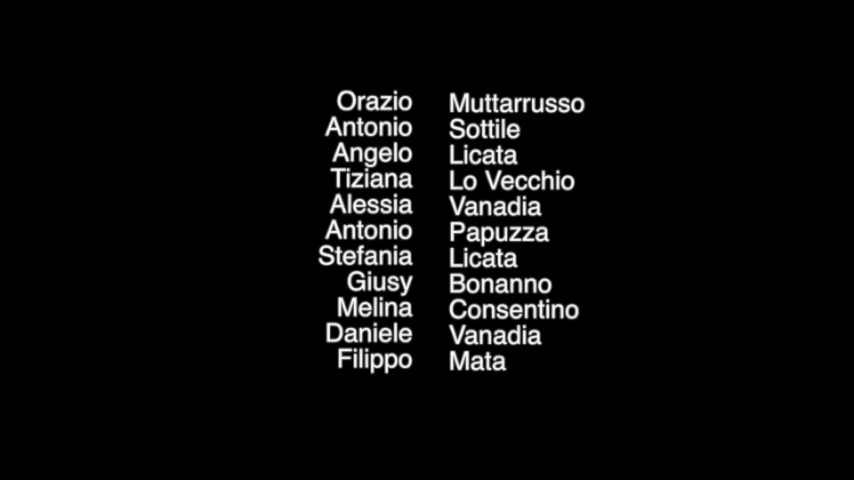 Orazio Muttarrusso
Antonio Sottile
Angelo Licata
Tiziana Lo Vecchio
Alessia Vanadia
Antonio Papuzza
Stefania Licata
Giusy Bonanno
Melina Consentino
Daniele Vanadia
Filippo Mata